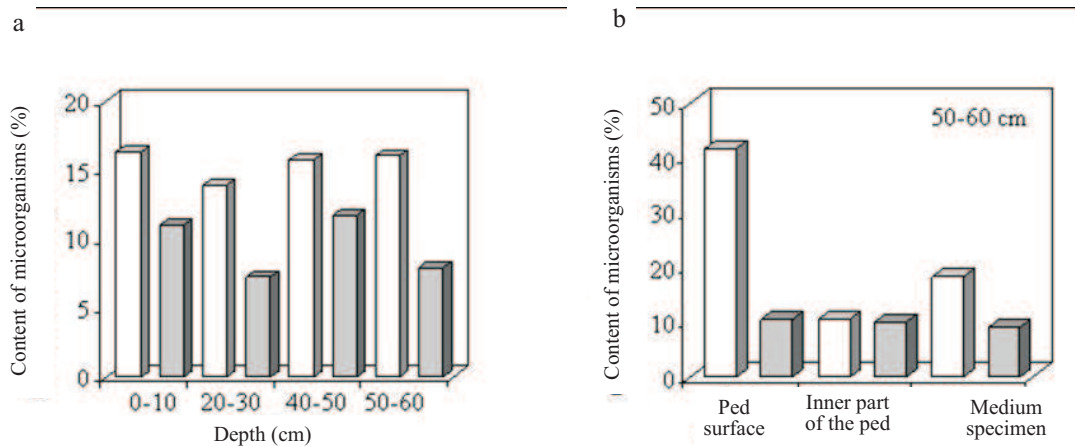 a
Content of microorganisms (%)
20
15
10
5
0
0-10 20-30 40-50 50-60
Depth (cm)
b
Content of microorganisms (%)
50-60 cm
50
40
30
20
10
0
Ped
surface
Inner part
of the ped
Medium
specimen